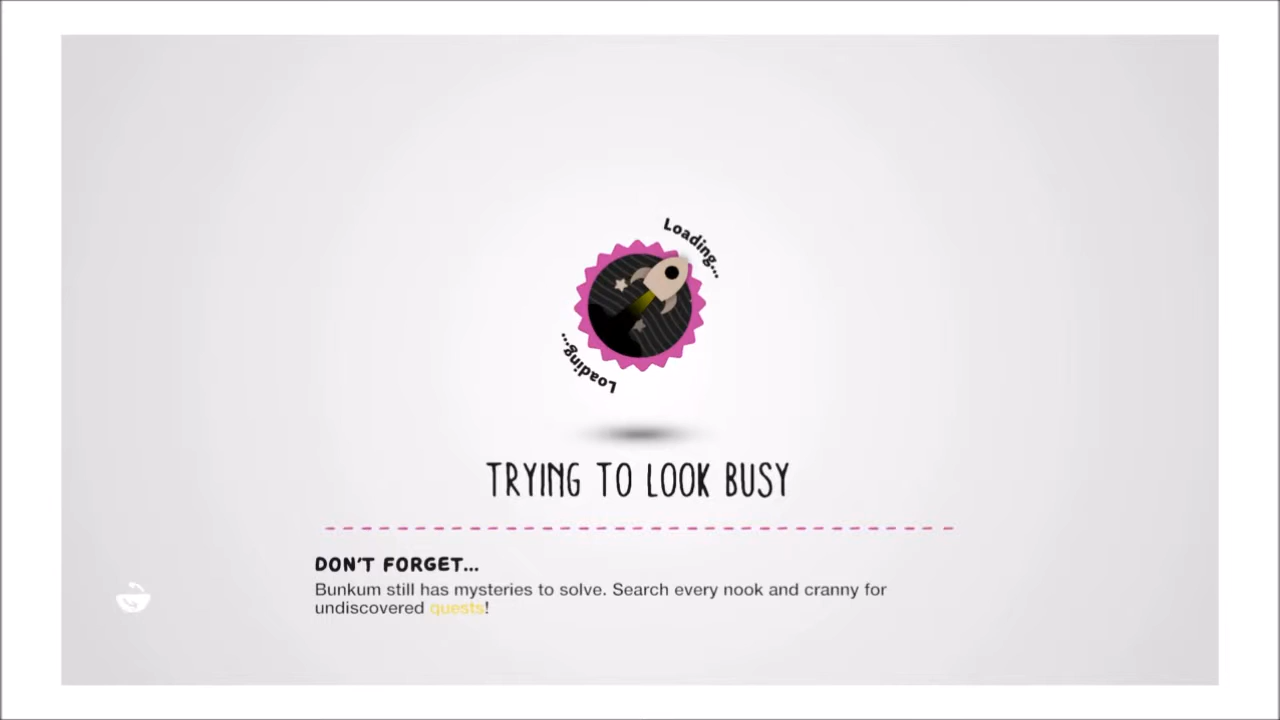 Loading...
Loading...
TRYING TO LOOK BUSY
DON'T FORGET...
Bunkum still has mysteries to solve. Search every nook and cranny for
undiscovered quests!